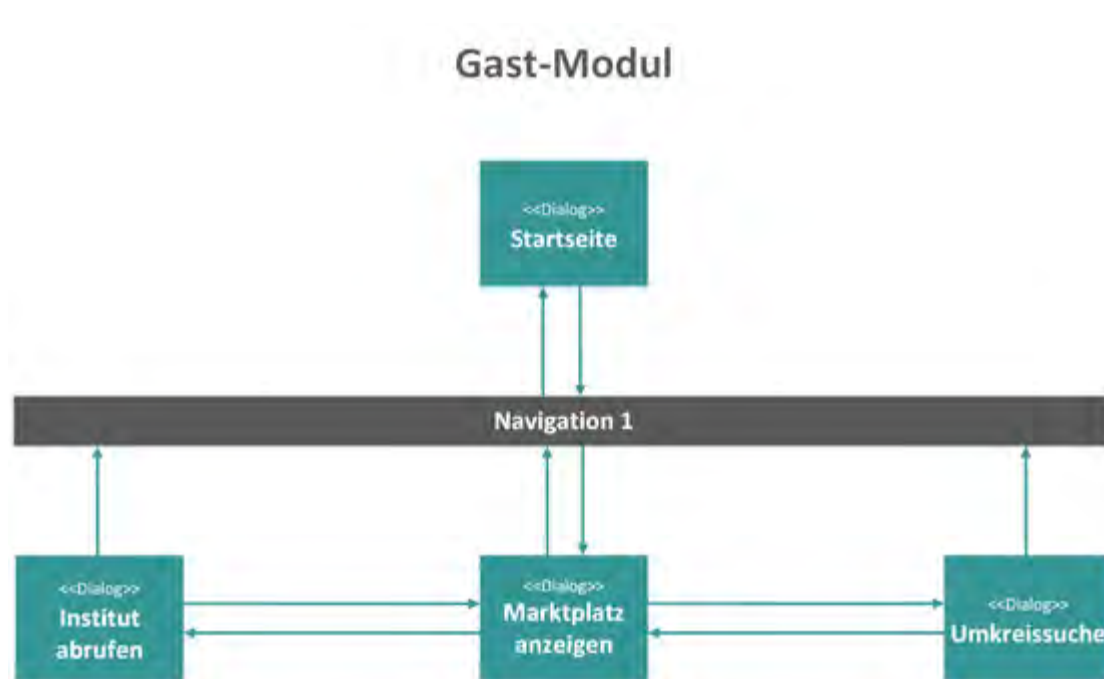 Gast-Modul
<<Dialog>>
Startseite
Navigation 1
<<Dialog>>
Institut
abrufen
<<Dialog>>
Marktplatz
anzeigen
<<Dialog>>
Umkreissuche